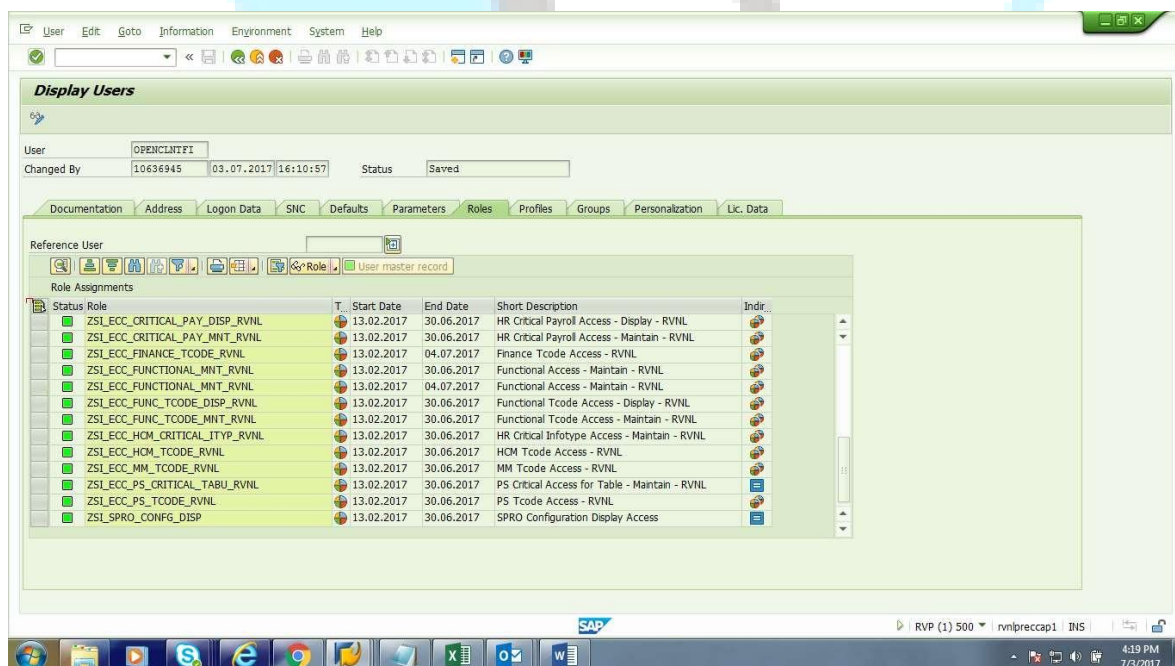 User Edit Goto Information Environment System Help
Display Users
User OPENCLNTFI
Changed By 10636945 03.07.2017 16:10:57 Status Saved
Documentation Address Logon Data SNC Defaults Parameters Roles Profiles Groups Personalization Lic. Data
Reference User
Role User master record
Role Assignments
Status Role T... Start Date End Date Short Description Indir...
ZSI_ECC_CRITICAL_PAY_DISP_RVNL 13.02.2017 30.06.2017 HR Critical Payroll Access - Display - RVNL
ZSI_ECC_CRITICAL_PAY_MNT_RVNL 13.02.2017 30.06.2017 HR Critical Payroll Access - Maintain - RVNL
ZSI_ECC_FINANCE_TCODE_RVNL 13.02.2017 04.07.2017 Finance Tcode Access - RVNL
ZSI_ECC_FUNCTIONAL_MNT_RVNL 13.02.2017 30.06.2017 Functional Access - Maintain - RVNL
ZSI_ECC_FUNCTIONAL_MNT_RVNL 13.02.2017 04.07.2017 Functional Access - Maintain - RVNL
ZSI_ECC_FUNC_TCODE_DISP_RVNL 13.02.2017 30.06.2017 Functional Tcode Access - Display - RVNL
ZSI_ECC_FUNC_TCODE_MNT_RVNL 13.02.2017 30.06.2017 Functional Tcode Access - Maintain - RVNL
ZSI_ECC_HCM_CRITICAL_ITYP_RVNL 13.02.2017 30.06.2017 HR Critical Infotype Access - Maintain - RVNL
ZSI_ECC_HCM_TCODE_RVNL 13.02.2017 30.06.2017 HCM Tcode Access - RVNL
ZSI_ECC_MM_TCODE_RVNL 13.02.2017 30.06.2017 MM Tcode Access - RVNL
ZSI_ECC_PS_CRITICAL_TABU_RVNL 13.02.2017 30.06.2017 PS Critical Access for Table - Maintain - RVNL
ZSI_ECC_PS_TCODE_RVNL 13.02.2017 30.06.2017 PS Tcode Access - RVNL
ZSI_SPRO_CONFG_DISP 13.02.2017 30.06.2017 SPRO Configuration Display Access
SAP RVP (1) 500 rvnlpreccap1 INS
4:19 PM
7/3/2017